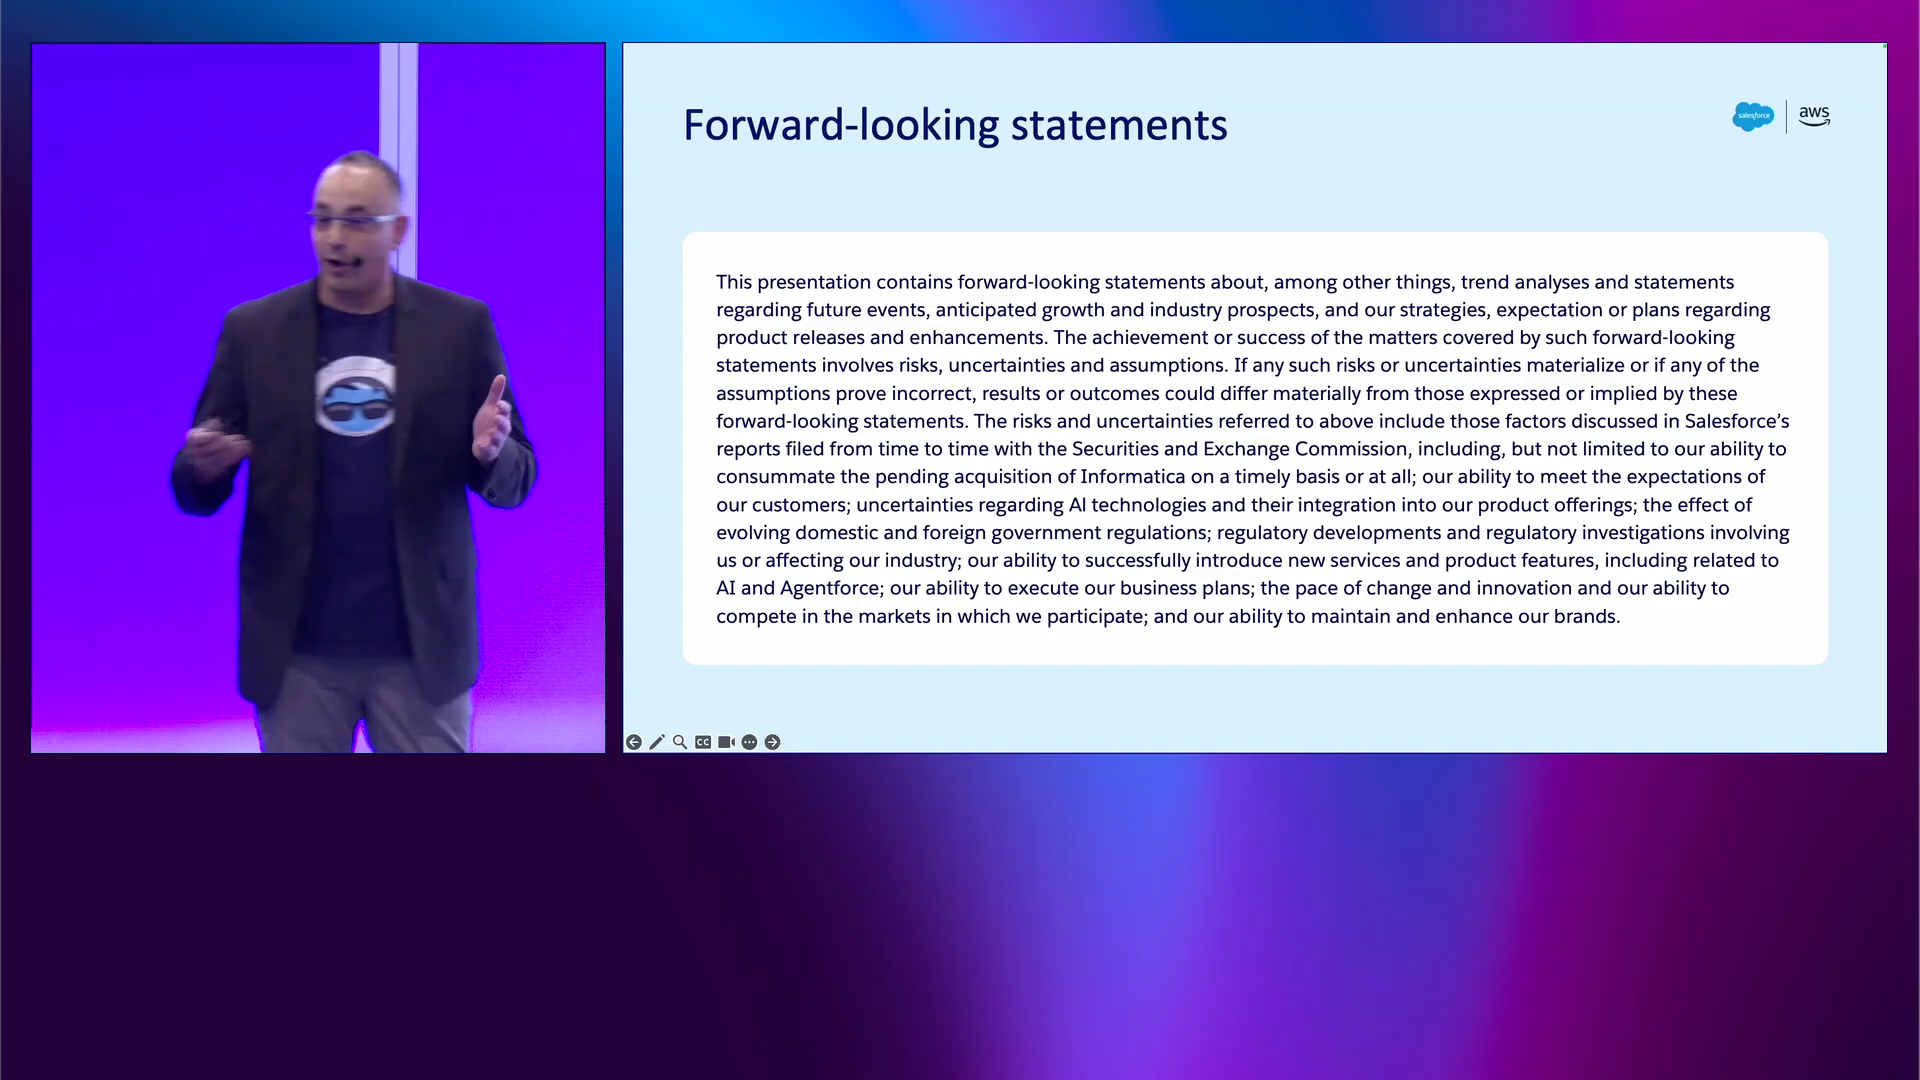 Forward-looking statements
salesforce
aws
This presentation contains forward-looking statements about, among other things, trend analyses and statements
regarding future events, anticipated growth and industry prospects, and our strategies, expectation or plans regarding
product releases and enhancements. The achievement or success of the matters covered by such forward-looking
statements involves risks, uncertainties and assumptions. If any such risks or uncertainties materialize or if any of the
assumptions prove incorrect, results or outcomes could differ materially from those expressed or implied by these
forward-looking statements. The risks and uncertainties referred to above include those factors discussed in Salesforce’s
reports filed from time to time with the Securities and Exchange Commission, including, but not limited to our ability to
consummate the pending acquisition of Informatica on a timely basis or at all; our ability to meet the expectations of
our customers; uncertainties regarding AI technologies and their integration into our product offerings; the effect of
evolving domestic and foreign government regulations; regulatory developments and regulatory investigations involving
us or affecting our industry; our ability to successfully introduce new services and product features, including related to
AI and Agentforce; our ability to execute our business plans; the pace of change and innovation and our ability to
compete in the markets in which we participate; and our ability to maintain and enhance our brands.
CC